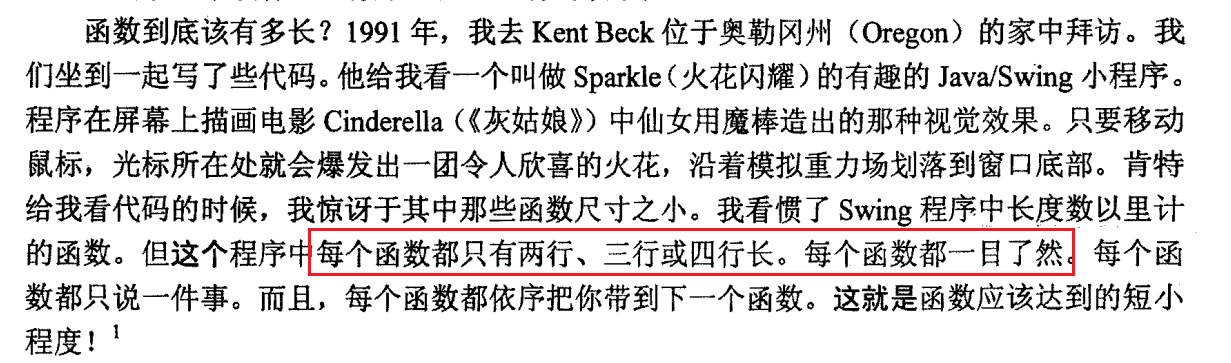 函数到底该有多长？1991 年，我去 Kent Beck 位于奥勒冈州（Oregon）的家中拜访。我
们坐到一起写了些代码。他给我看一个叫做 Sparkle（火花闪耀）的有趣的 Java/Swing 小程序。
程序在屏幕上描画电影 Cinderella（《灰姑娘》）中仙女用魔棒造出的那种视觉效果。只要移动
鼠标，光标所在处就会爆发出一团令人欣喜的火花，沿着模拟重力场划落到窗口底部。肯特
给我看代码的时候，我惊讶于其中那些函数尺寸之小。我看惯了 Swing 程序中长度数以里计
的函数。但这个程序中每个函数都只有两行、三行或四行长。每个函数都一目了然。每个函
数都只说一件事。而且，每个函数都依序把你带到下一个函数。这就是函数应该达到的短小
程度！1